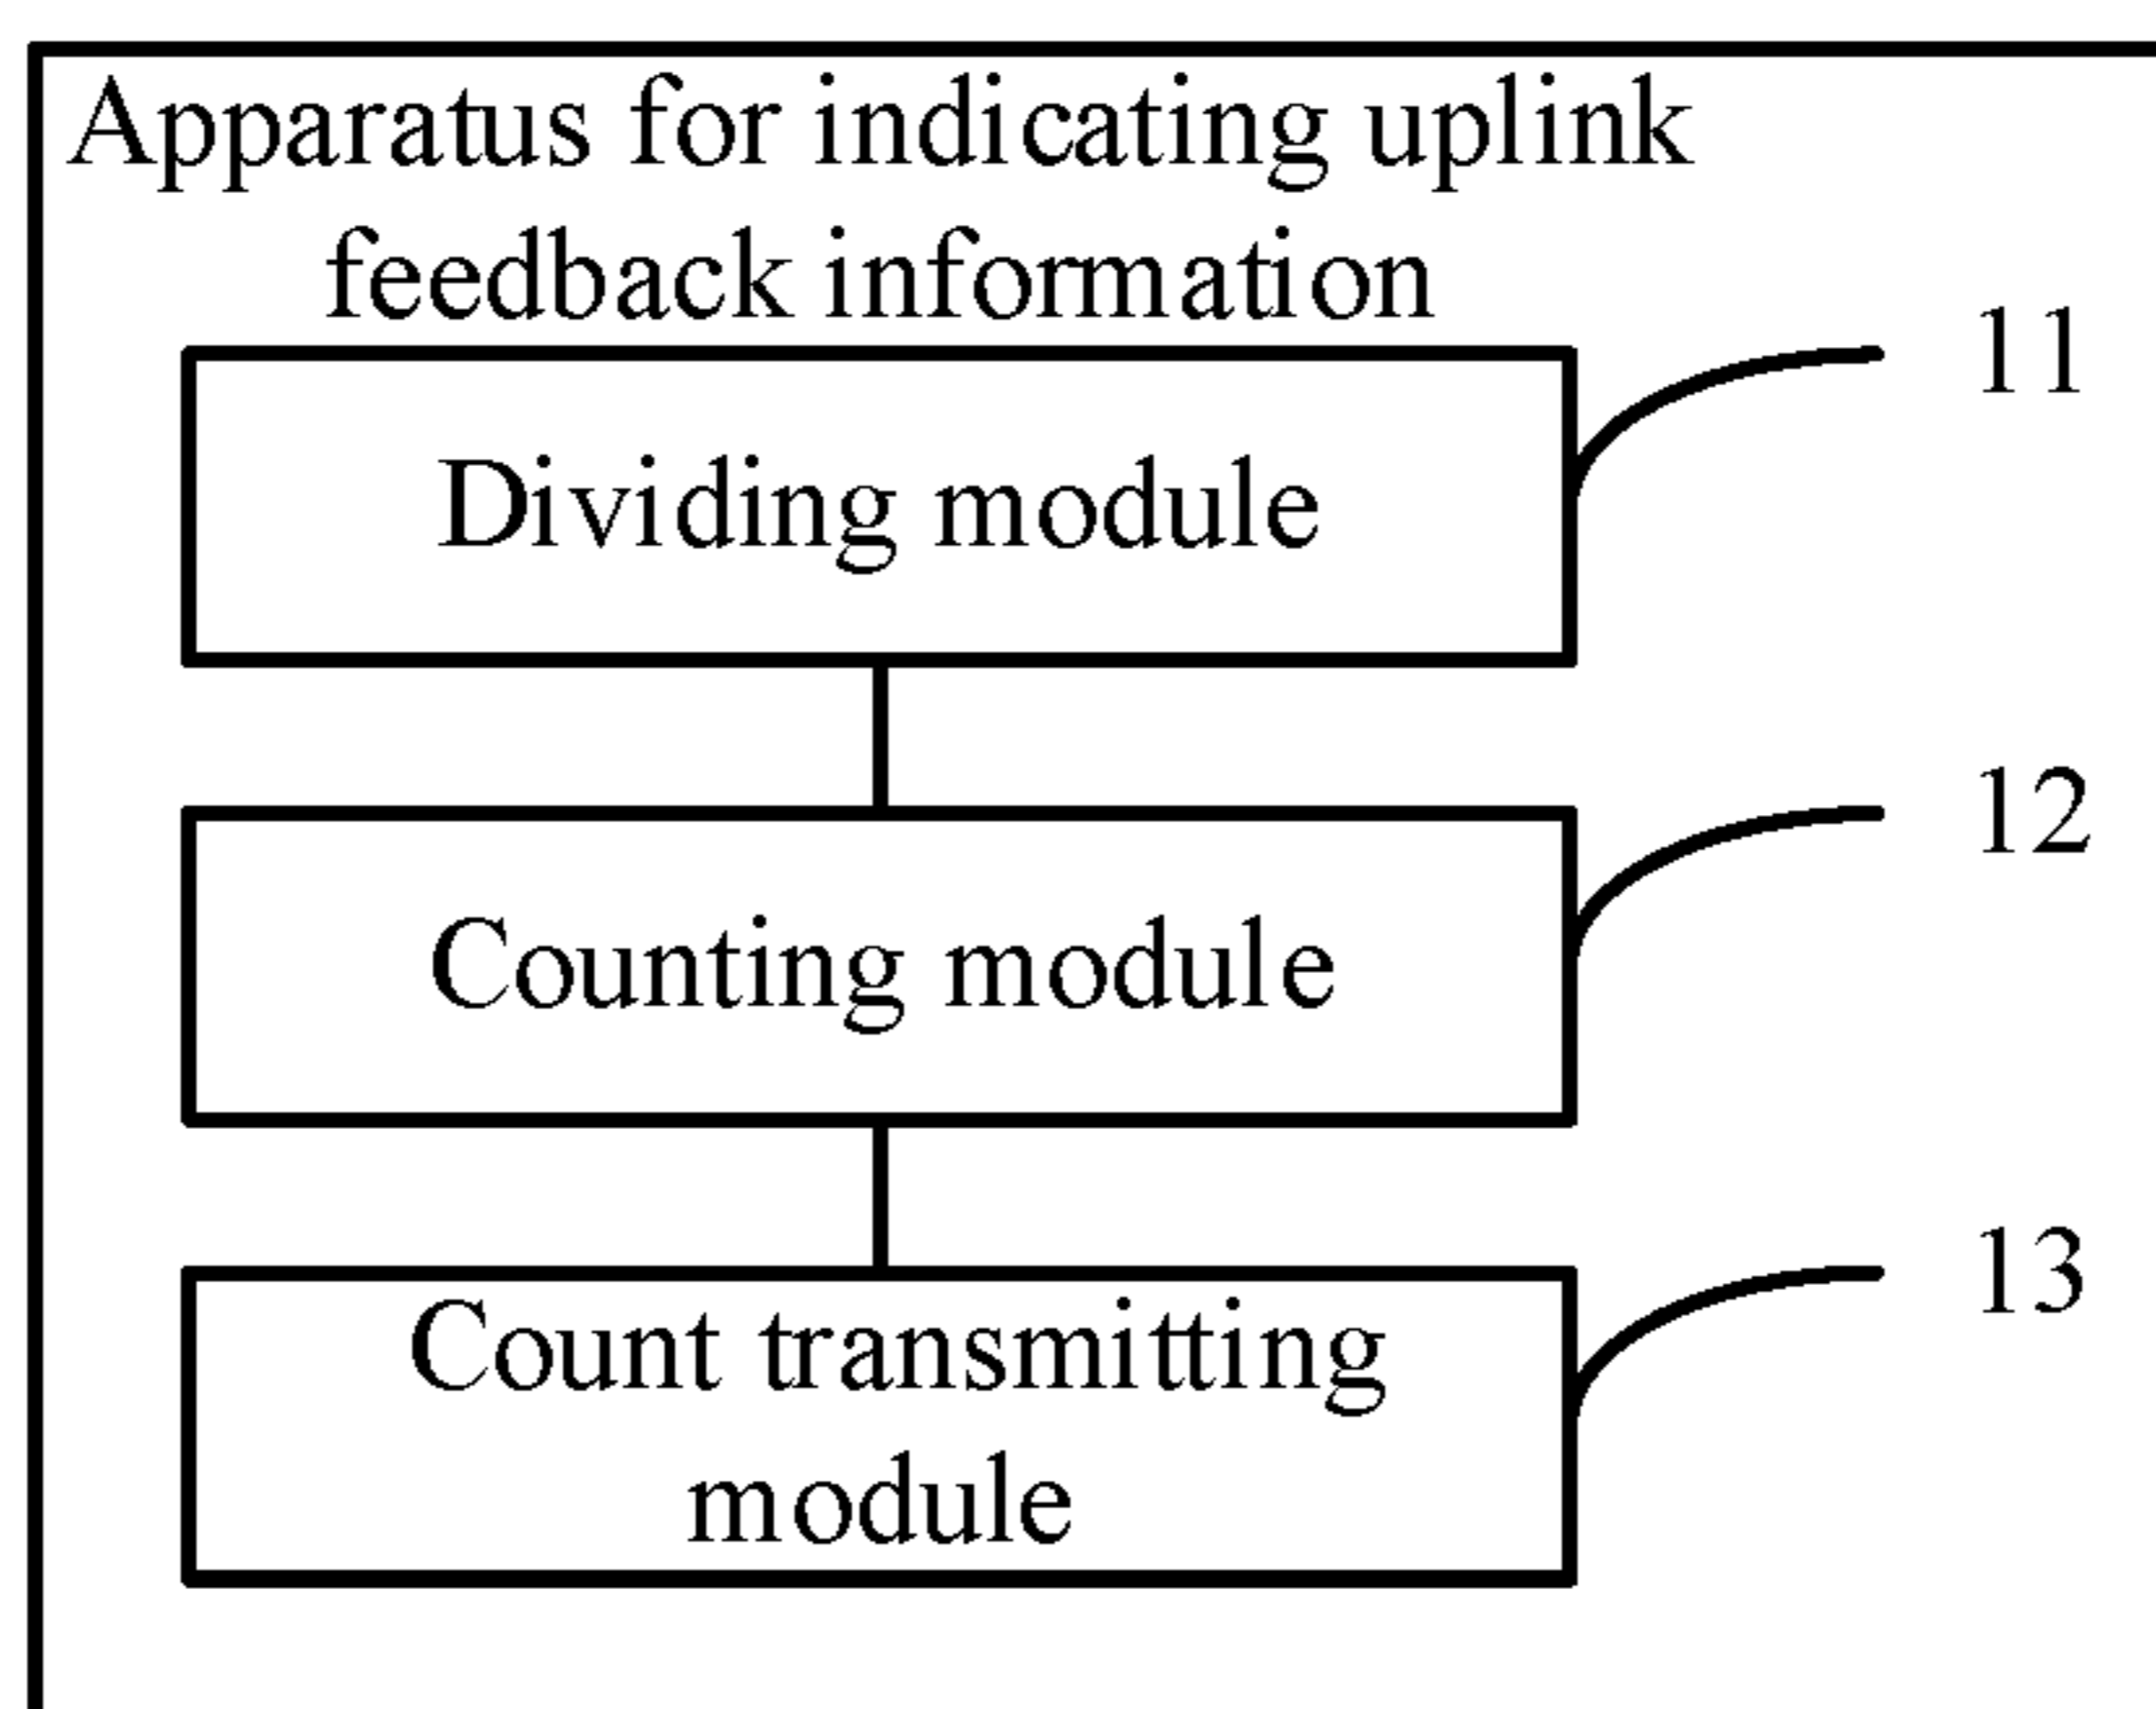 Apparatus for indicating uplink
feedback information
11
Dividing module
12
Counting module
13
Count transmitting
module